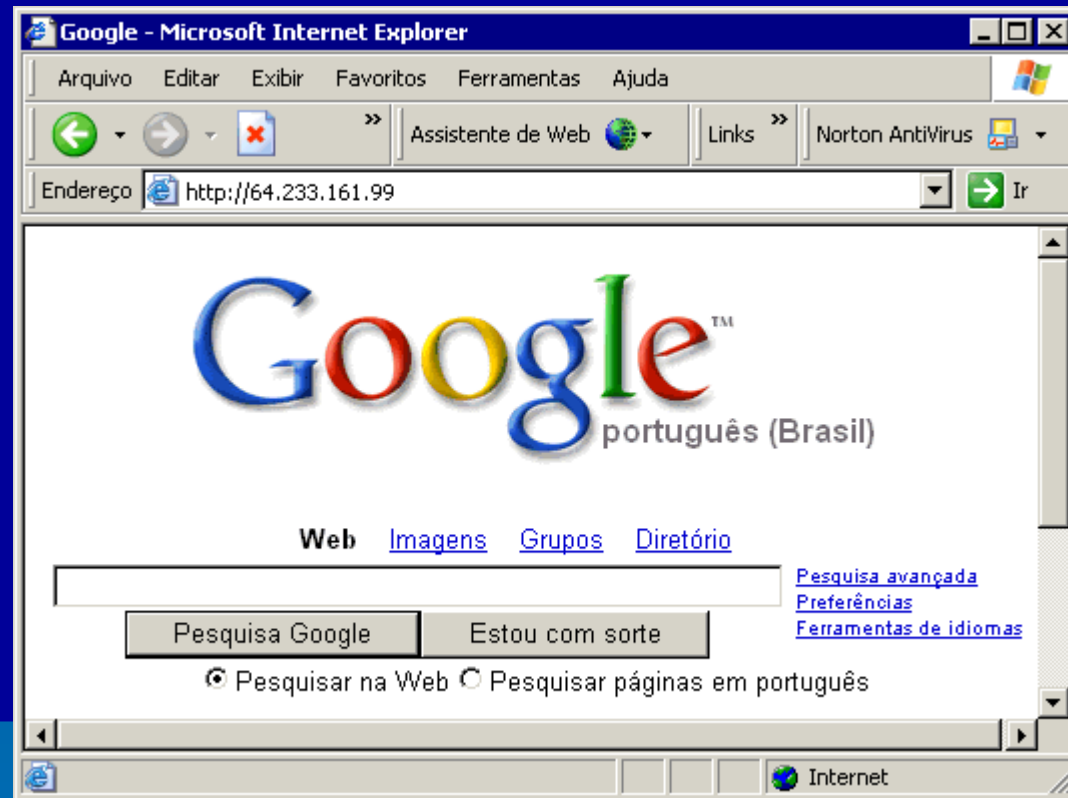 Google - Microsoft Internet Explorer
Arquivo Editar Exibir Favoritos Ferramentas Ajuda
» Assistente de Web Links » Norton AntiVirus
Endereço http://64.233.161.99 Ir
Google™
português (Brasil)
Web Imagens Grupos Diretório
Pesquisa avançada
Preferências
Ferramentas de idiomas
Pesquisa Google Estou com sorte
Pesquisar na Web Pesquisar páginas em português
Internet